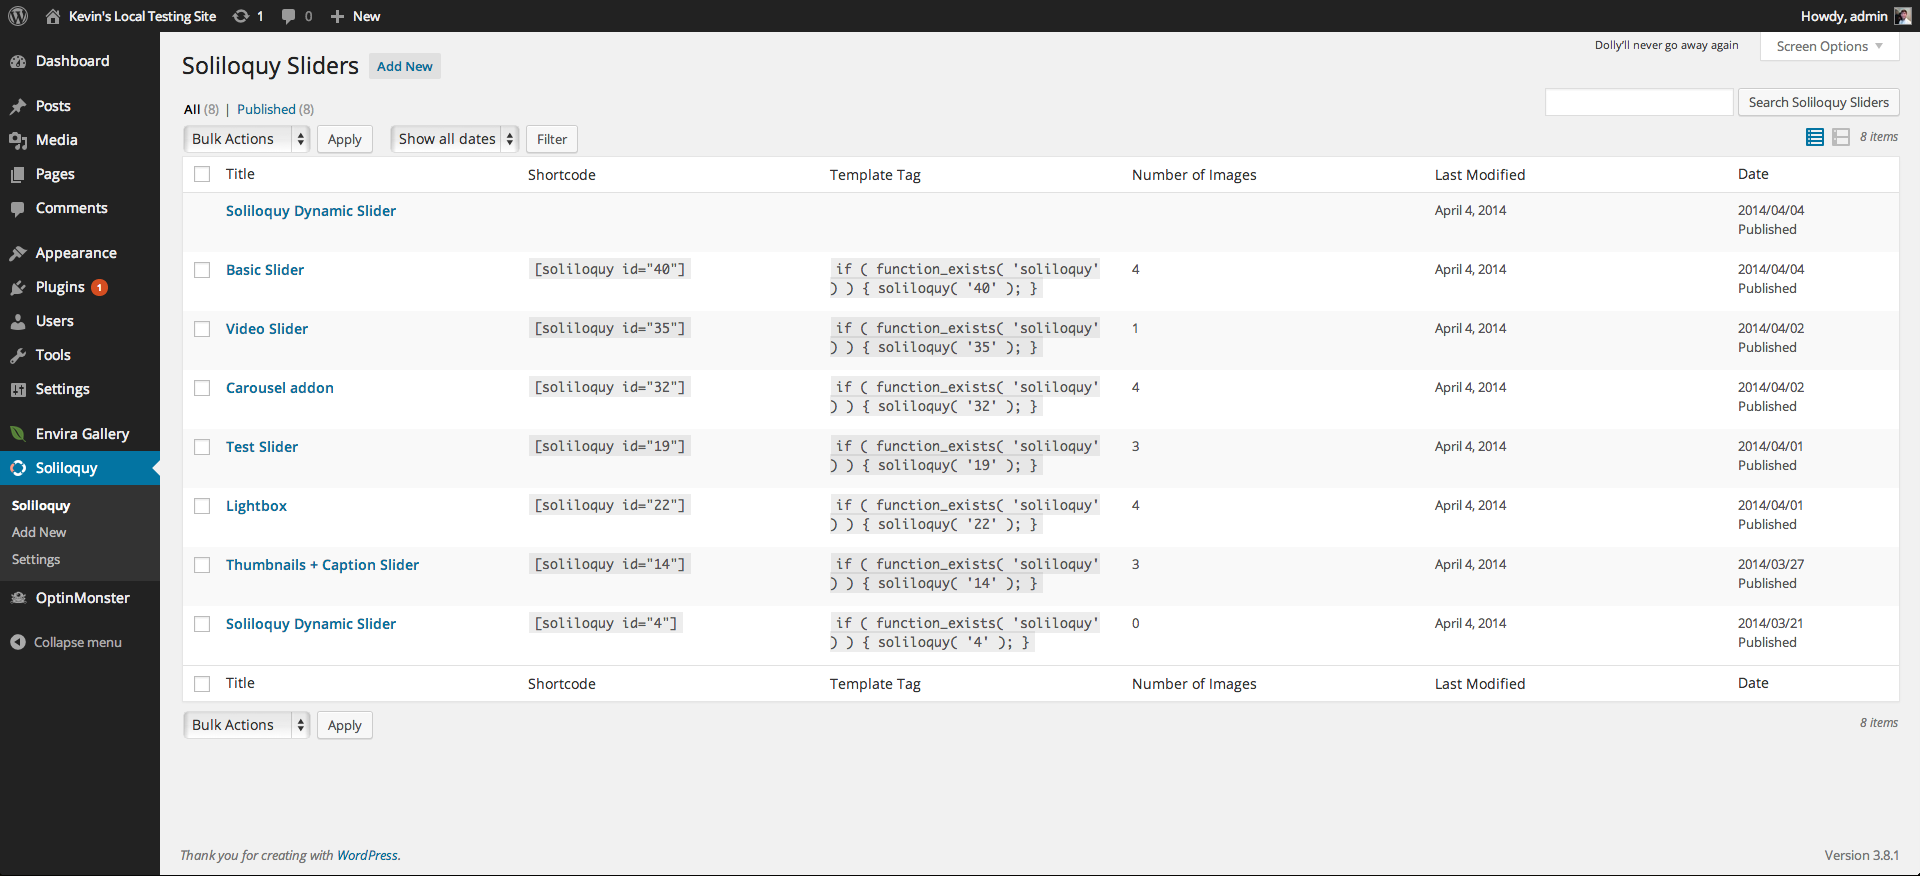 Kevin's Local Testing Site 1 0 New Howdy, admin
Dashboard
Posts
Media
Pages
Comments
Appearance
Plugins 1
Users
Tools
Settings
Envira Gallery
Soliloquy
Soliloquy
Add New
Settings
OptinMonster
Collapse menu
Dolly'll never go away again Screen Options
Soliloquy Sliders Add New
All (8) | Published (8)
Search Soliloquy Sliders
Bulk Actions Apply Show all dates Filter 8 items
Title Shortcode Template Tag Number of Images Last Modified Date
Soliloquy Dynamic Slider April 4, 2014 2014/04/04
Published
Basic Slider [soliloquy id="40"] if ( function_exists( 'soliloquy' 4 April 4, 2014 2014/04/04
) ) { soliloquy( '40' ); } Published
Video Slider [soliloquy id="35"] if ( function_exists( 'soliloquy' 1 April 4, 2014 2014/04/02
) ) { soliloquy( '35' ); } Published
Carousel addon [soliloquy id="32"] if ( function_exists( 'soliloquy' 4 April 4, 2014 2014/04/02
) ) { soliloquy( '32' ); } Published
Test Slider [soliloquy id="19"] if ( function_exists( 'soliloquy' 3 April 4, 2014 2014/04/01
) ) { soliloquy( '19' ); } Published
Lightbox [soliloquy id="22"] if ( function_exists( 'soliloquy' 4 April 4, 2014 2014/04/01
) ) { soliloquy( '22' ); } Published
Thumbnails + Caption Slider [soliloquy id="14"] if ( function_exists( 'soliloquy' 3 April 4, 2014 2014/03/27
) ) { soliloquy( '14' ); } Published
Soliloquy Dynamic Slider [soliloquy id="4"] if ( function_exists( 'soliloquy' 0 April 4, 2014 2014/03/21
) ) { soliloquy( '4' ); } Published
Title Shortcode Template Tag Number of Images Last Modified Date
Bulk Actions Apply 8 items
Thank you for creating with WordPress. Version 3.8.1